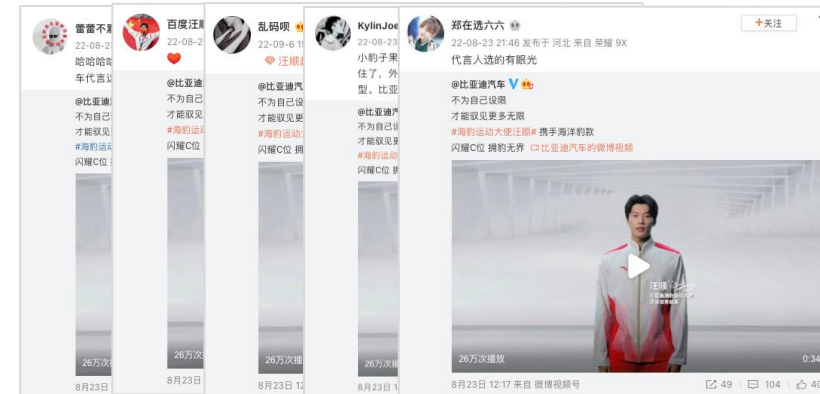 蕾蕾不累
22-08-2
哈哈哈哈
车代言这
@比亚迪
不为自己
才能驭见
#海豹运动
闪耀C位
26万次
8月23日
百度汪顺
22-08-2
@比亚迪
不为自己
才能驭见
#海豹运动
闪耀C位
26万次
8月23日
乱码呗
22-09-6 1
汪顺
@比亚迪汽
不为自己设
才能驭见更
#海豹运动
闪耀C位 拥
26万次播
8月23日 12
KylinJoe
22-08-23
小豹子果
住了，外
型。比亚
@比亚迪汽
不为自己设
才能驭见更
#海豹运动
闪耀C位 拥
26万次播
8月23日 1
郑在选六六
+关注
22-08-23 21:46 发布于 河北 来自 荣耀 9X
代言人选的有眼光
@比亚迪汽车
不为自己设限
才能驭见更多无限
#海豹运动大使汪顺# 携手海洋豹款
闪耀C位 拥豹无界 比亚迪汽车的微博视频
汪顺
26万次播放
0:34
8月23日 12:17 来自 微博视频号
49
104
40